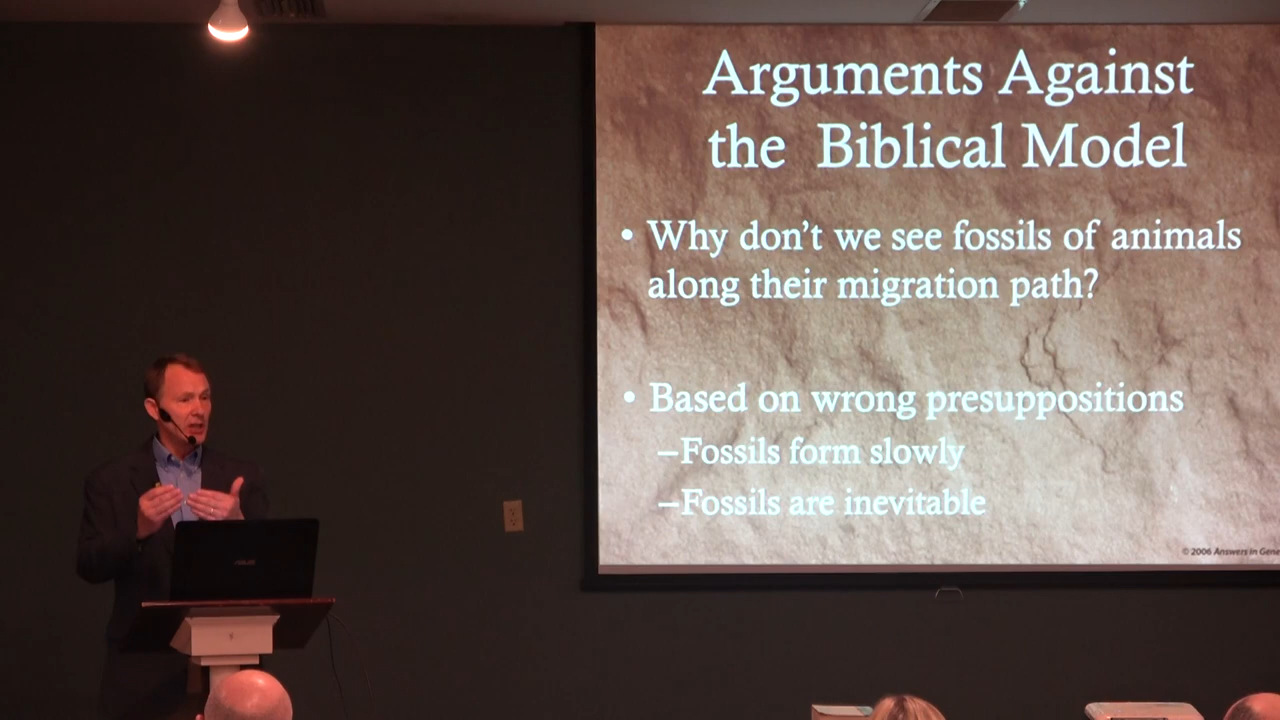 Arguments Against
the Biblical Model
• Why don't we see fossils of animals
along their migration path?
• Based on wrong presuppositions
–Fossils form slowly
–Fossils are inevitable
© 2006 Answers in Gene
ASUS